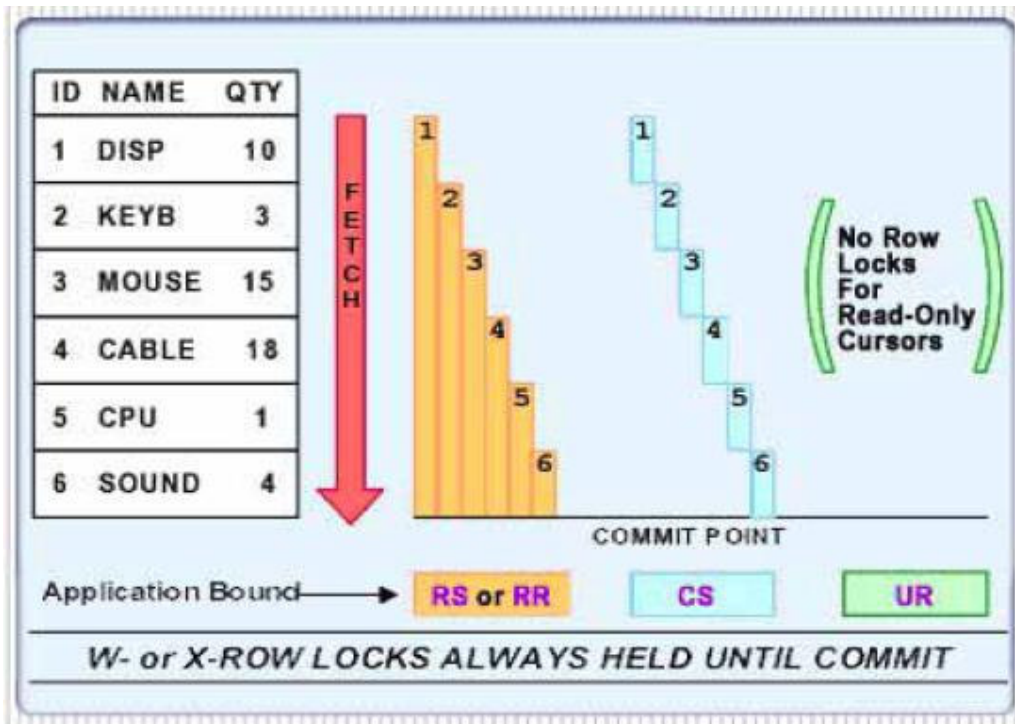 ID NAME QTY
1 DISP 10
2 KEYB 3
3 MOUSE 15
4 CABLE 18
5 CPU 1
6 SOUND 4
FETCH
1
2
3
4
5
6
1
2
3
4
5
6
No Row
Locks
For
Read-Only
Cursors
COMMIT POINT
Application Bound
RS or RR
CS
UR
W- or X-ROW LOCKS ALWAYS HELD UNTIL COMMIT